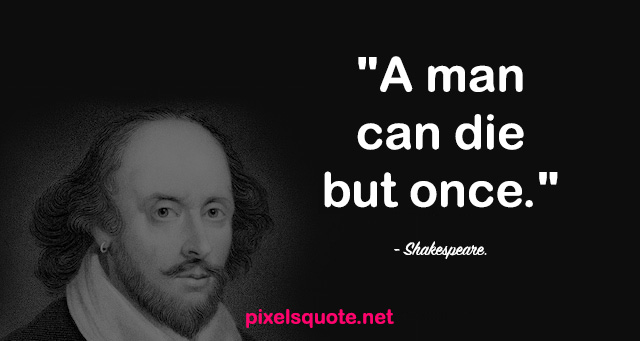 "A man
can die
but once."
- Shakespeare.
pixelsquote.net